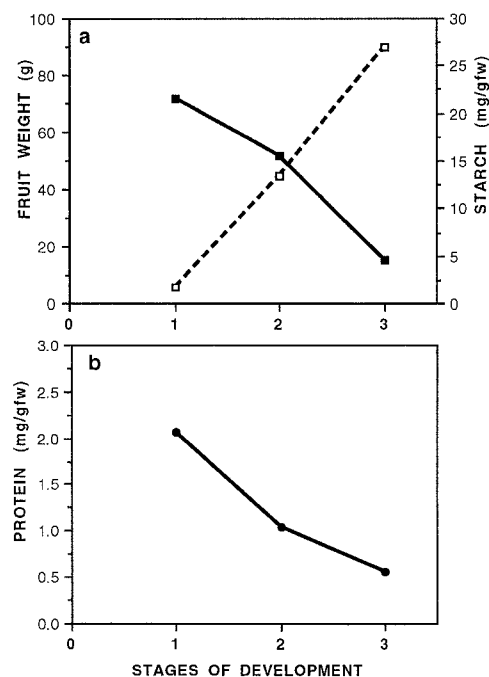 a
100
80
60
40
20
0
FRUIT WEIGHT (g)
30
25
20
15
10
5
0
STARCH (mg/gfw)
0 1 2 3
b
3.0
2.5
2.0
1.5
1.0
0.5
0.0
PROTEIN (mg/gfw)
0 1 2 3
STAGES OF DEVELOPMENT